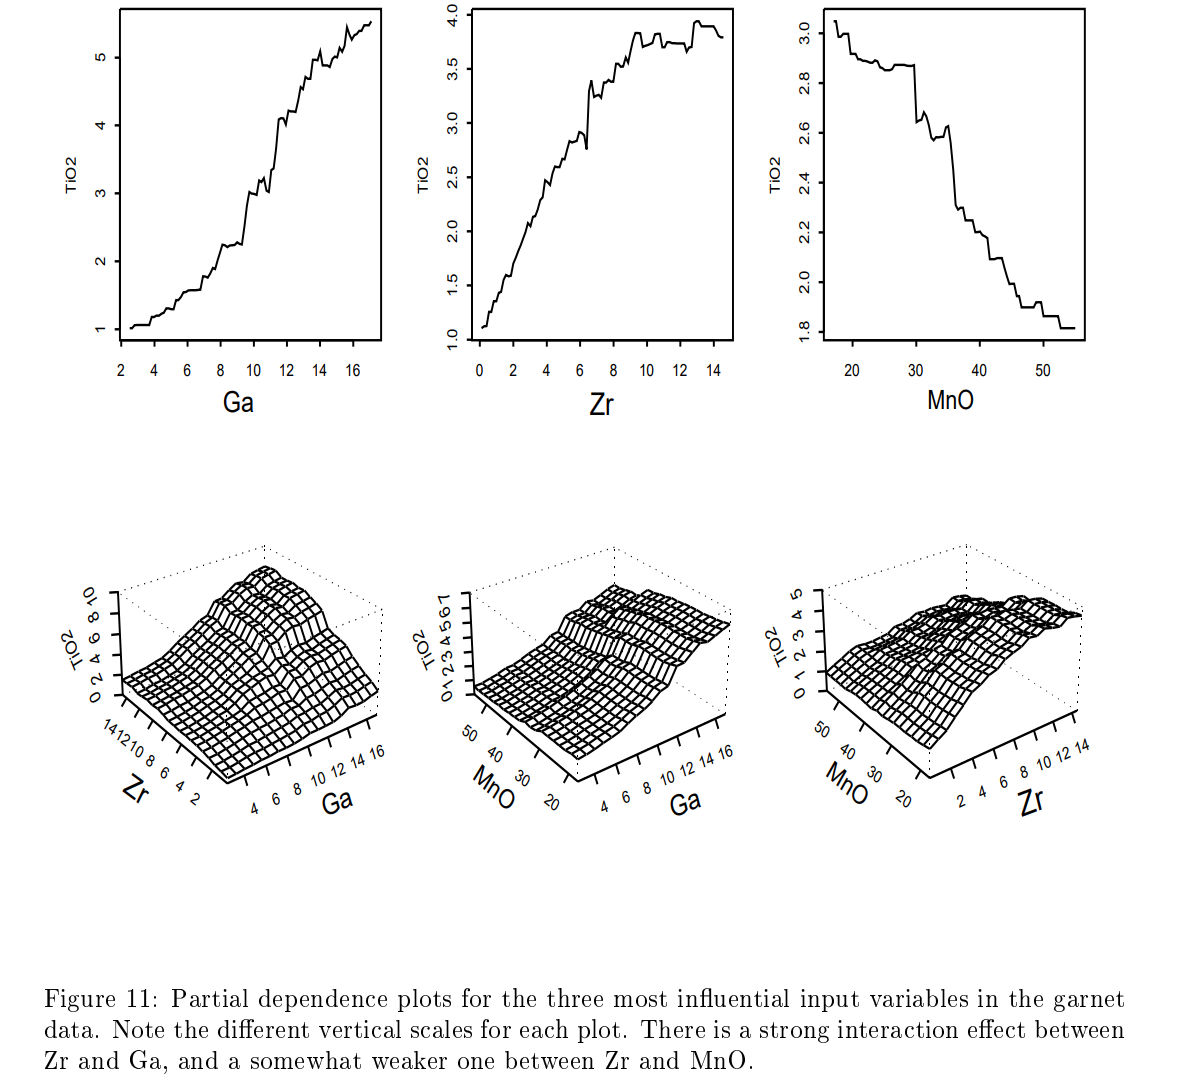 TiO2
1 2 3 4 5
2 4 6 8 10 12 14 16
Ga
TiO2
1.0 1.5 2.0 2.5 3.0 3.5 4.0
0 2 4 6 8 10 12 14
Zr
TiO2
1.8 2.0 2.2 2.4 2.6 2.8 3.0
20 30 40 50
MnO
TiO2
0 2 4 6 8 10
14 12 10 8 6 4 2
Zr
4 6 8 10 12 14 16
Ga
TiO2
0 1 2 3 4 5 6 7
50 40 30 20
MnO
4 6 8 10 12 14 16
Ga
TiO2
0 1 2 3 4 5
50 40 30 20
MnO
2 4 6 8 10 12 14
Zr
Figure 11: Partial dependence plots for the three most influential input variables in the garnet
data. Note the different vertical scales for each plot. There is a strong interaction effect between
Zr and Ga, and a somewhat weaker one between Zr and MnO.